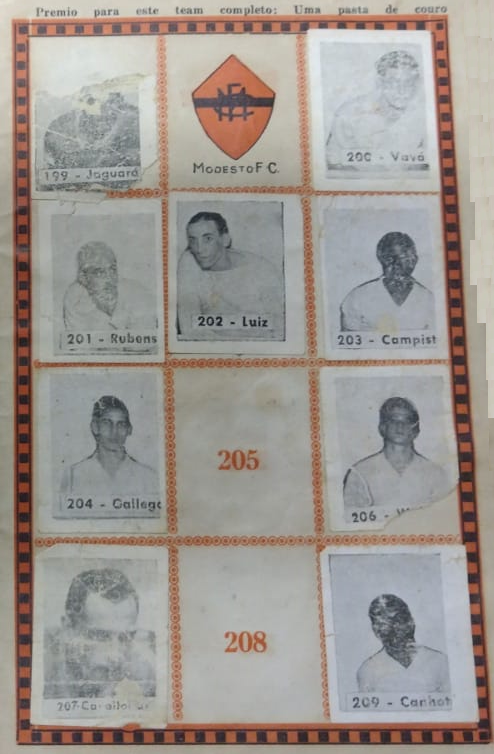 Premio para este team completo: Uma pasta de couro
MODESTO F. C.
199 - Jaguaré
200 - Vavá
201 - Rubens
202 - Luiz
203 - Campist
204 - Gallego
205
206 -
207-
208
209 - Canhot